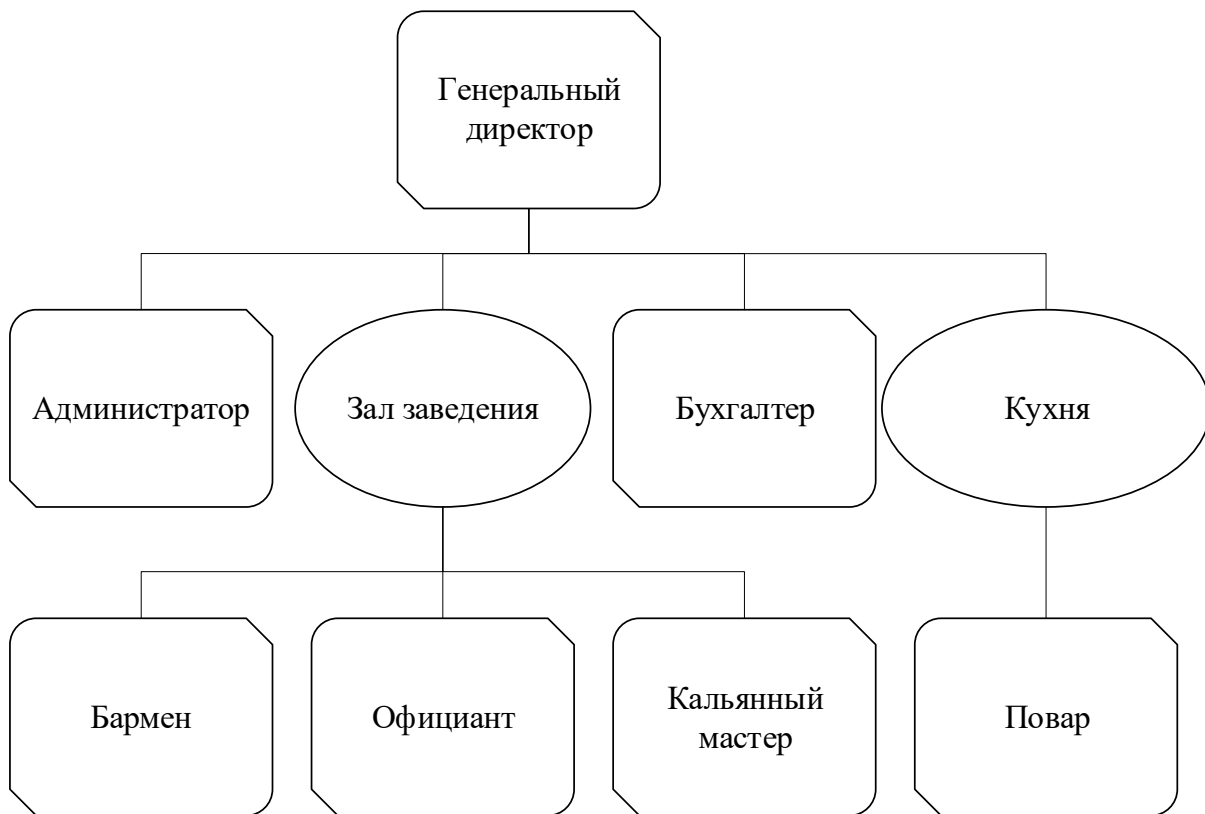 Генеральный
директор
Администратор
Зал заведения
Бухгалтер
Кухня
Бармен
Официант
Кальянный
мастер
Повар